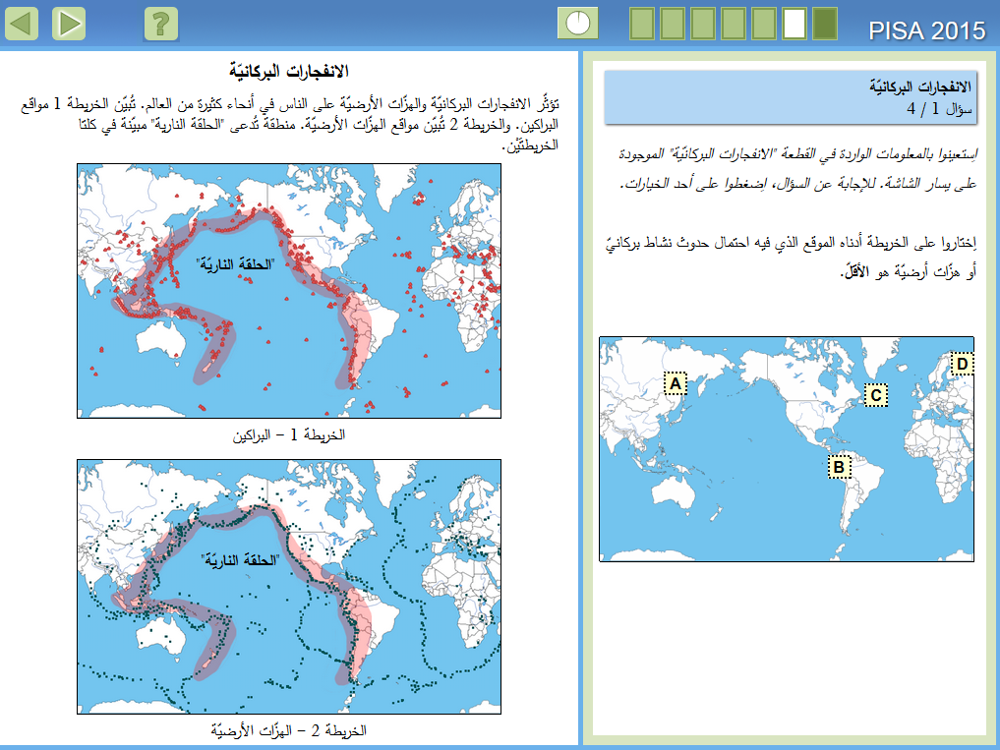 PISA 2015
الانفجارات البركانيّة
تؤثّر الانفجارات البركانيّة والهزّات الأرضيّة على الناس في أنحاء كثيرة من العالم. تُبيّن الخريطة 1 مواقع
البراكين. والخريطة 2 تُبيّن مواقع الهزّات الأرضيّة. منطقة تُدعى "الحلقة النارية" مبيّنة في كلتا
الخريطتَيْن.
"الحلقة الناريّة"
الخريطة 1 – البراكين
"الحلقة الناريّة"
الخريطة 2 – الهزّات الأرضيّة
الانفجارات البركانيّة
سؤال 1 / 4
اِستعينوا بالمعلومات الواردة في القطعة "الانفجارات البركانيّة" الموجودة
على يسار الشاشة. للإجابة عن السؤال، اِضغطوا على أحد الخيارات.
اِختاروا على الخريطة أدناه الموقع الذي فيه احتمال حدوث نشاط بركانيّ
أو هزّات أرضيّة هو الأقلّ.
A
D
C
B
?